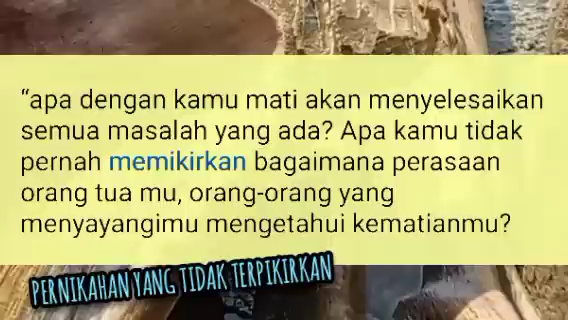 “apa dengan kamu mati akan menyelesaikan
semua masalah yang ada? Apa kamu tidak
pernah memikirkan bagaimana perasaan
orang tua mu, orang-orang yang
menyayangimu mengetahui kematianmu?
PERNIKAHAN YANG TIDAK TERPIKIRKAN